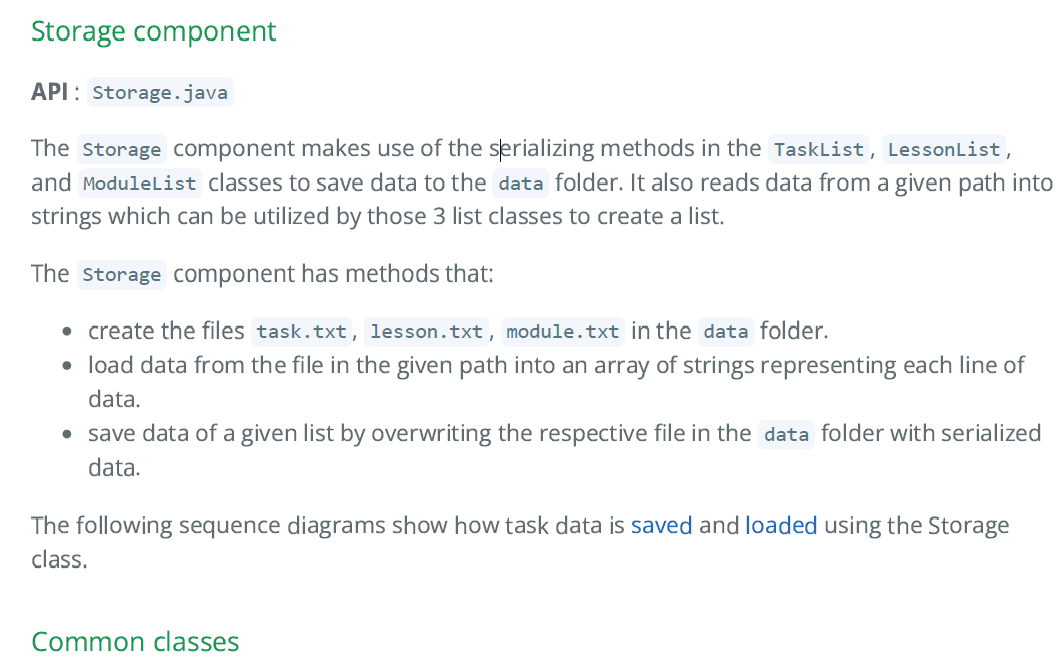 Storage component
API : Storage.java
The Storage component makes use of the serializing methods in the TaskList, LessonList,
and ModuleList classes to save data to the data folder. It also reads data from a given path into
strings which can be utilized by those 3 list classes to create a list.
The Storage component has methods that:
• create the files task.txt, lesson.txt, module.txt in the data folder.
• load data from the file in the given path into an array of strings representing each line of
data.
• save data of a given list by overwriting the respective file in the data folder with serialized
data.
The following sequence diagrams show how task data is saved and loaded using the Storage
class.
Common classes